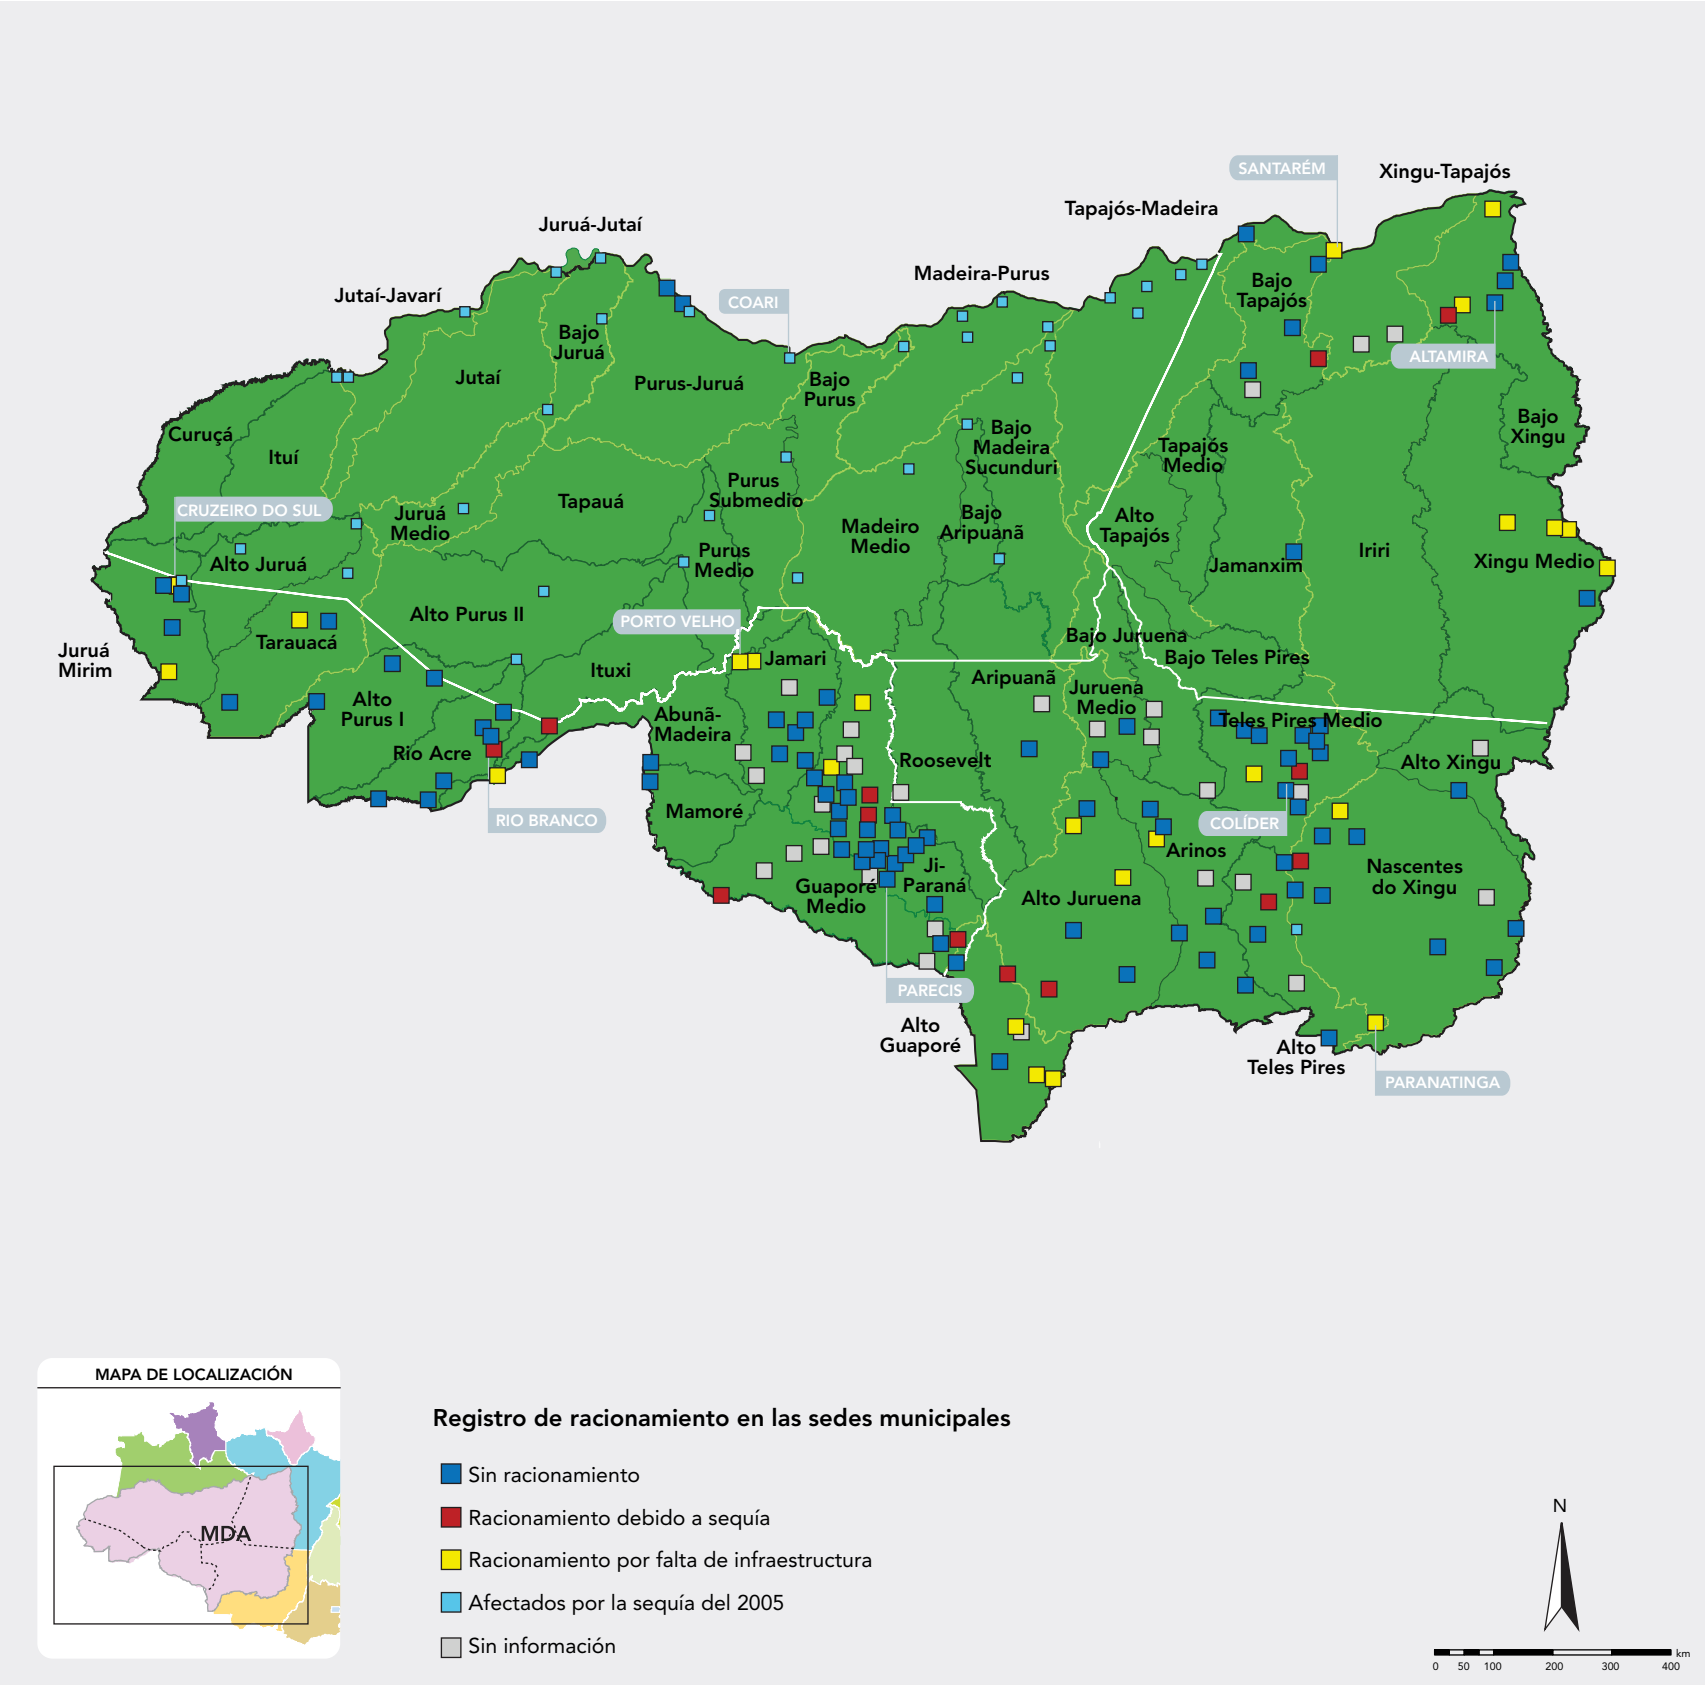 SANTARÉM
Xingu-Tapajós
Tapajós-Madeira
Juruá-Jutaí
Madeira-Purus
Jutaí-Javarí
COARI
Bajo
Tapajós
Bajo
Juruá
ALTAMIRA
Jutaí
Purus-Juruá
Bajo
Purus
Curuçá
Ituí
Bajo
Madeira
Sucunduri
Tapajós
Medio
Bajo
Xingu
Purus
Submedio
Tapauá
CRUZEIRO DO SUL
Juruá
Medio
Madeiro
Medio
Bajo
Aripuanã
Alto
Tapajós
Iriri
Alto Juruá
Purus
Medio
Jamanxim
Xingu Medio
Alto Purus II
PORTO VELHO
Tarauacá
Juruá
Mirim
Bajo Juruena
Bajo Teles Pires
Jamari
Ituxi
Aripuanã
Juruena
Medio
Alto
Purus I
Abunã-
Madeira
Teles Pires Medio
Rio Acre
Roosevelt
Alto Xingu
Mamoré
RIO BRANCO
COLÍDER
Arinos
Ji-
Paraná
Nascentes
do Xingu
Guaporé
Medio
Alto Juruena
PARECIS
Alto
Guaporé
Alto
Teles Pires
PARANATINGA
MAPA DE LOCALIZACIÓN
MDA
Registro de racionamiento en las sedes municipales
Sin racionamiento
Racionamiento debido a sequía
Racionamiento por falta de infraestructura
Afectados por la sequía del 2005
Sin información
N
km
0 50 100 200 300 400